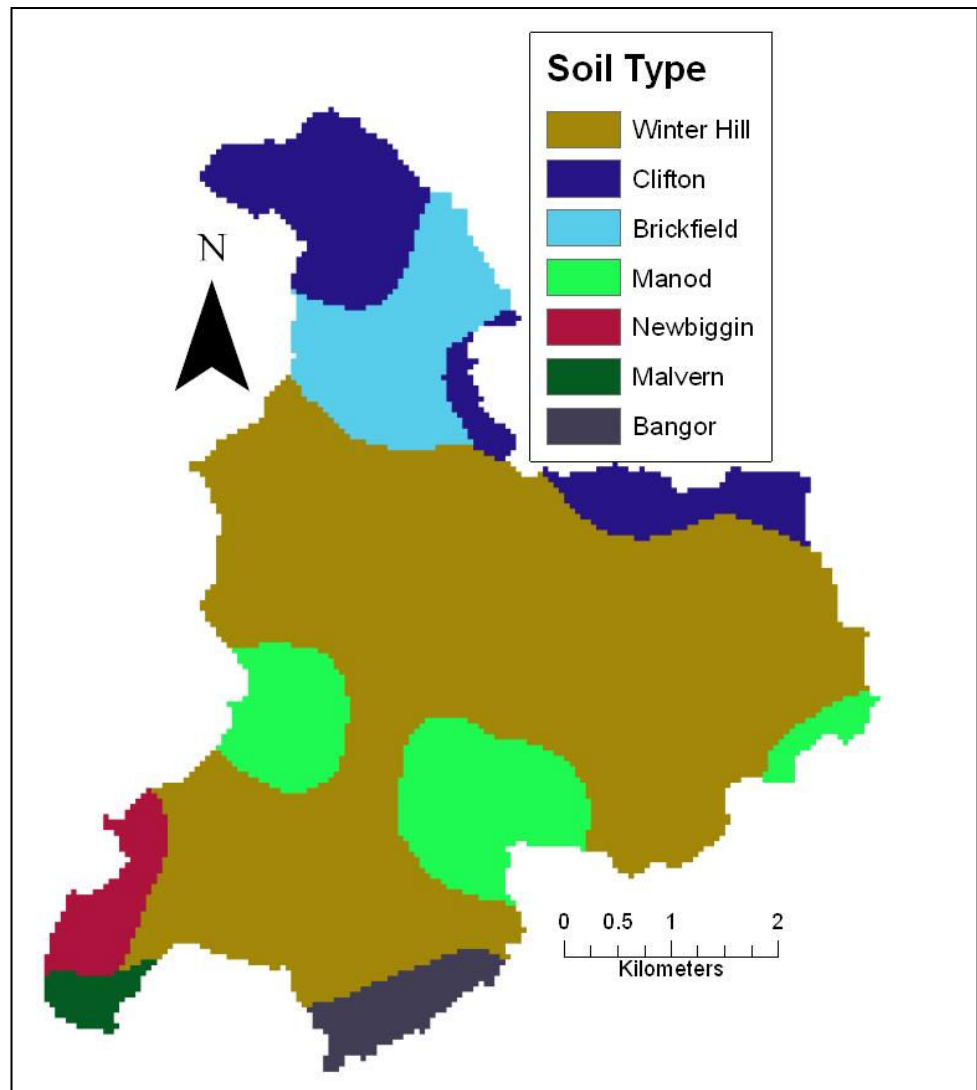 Soil Type
Winter Hill
Clifton
Brickfield
Manod
Newbiggin
Malvern
Bangor
N
0 0.5 1 2
Kilometers